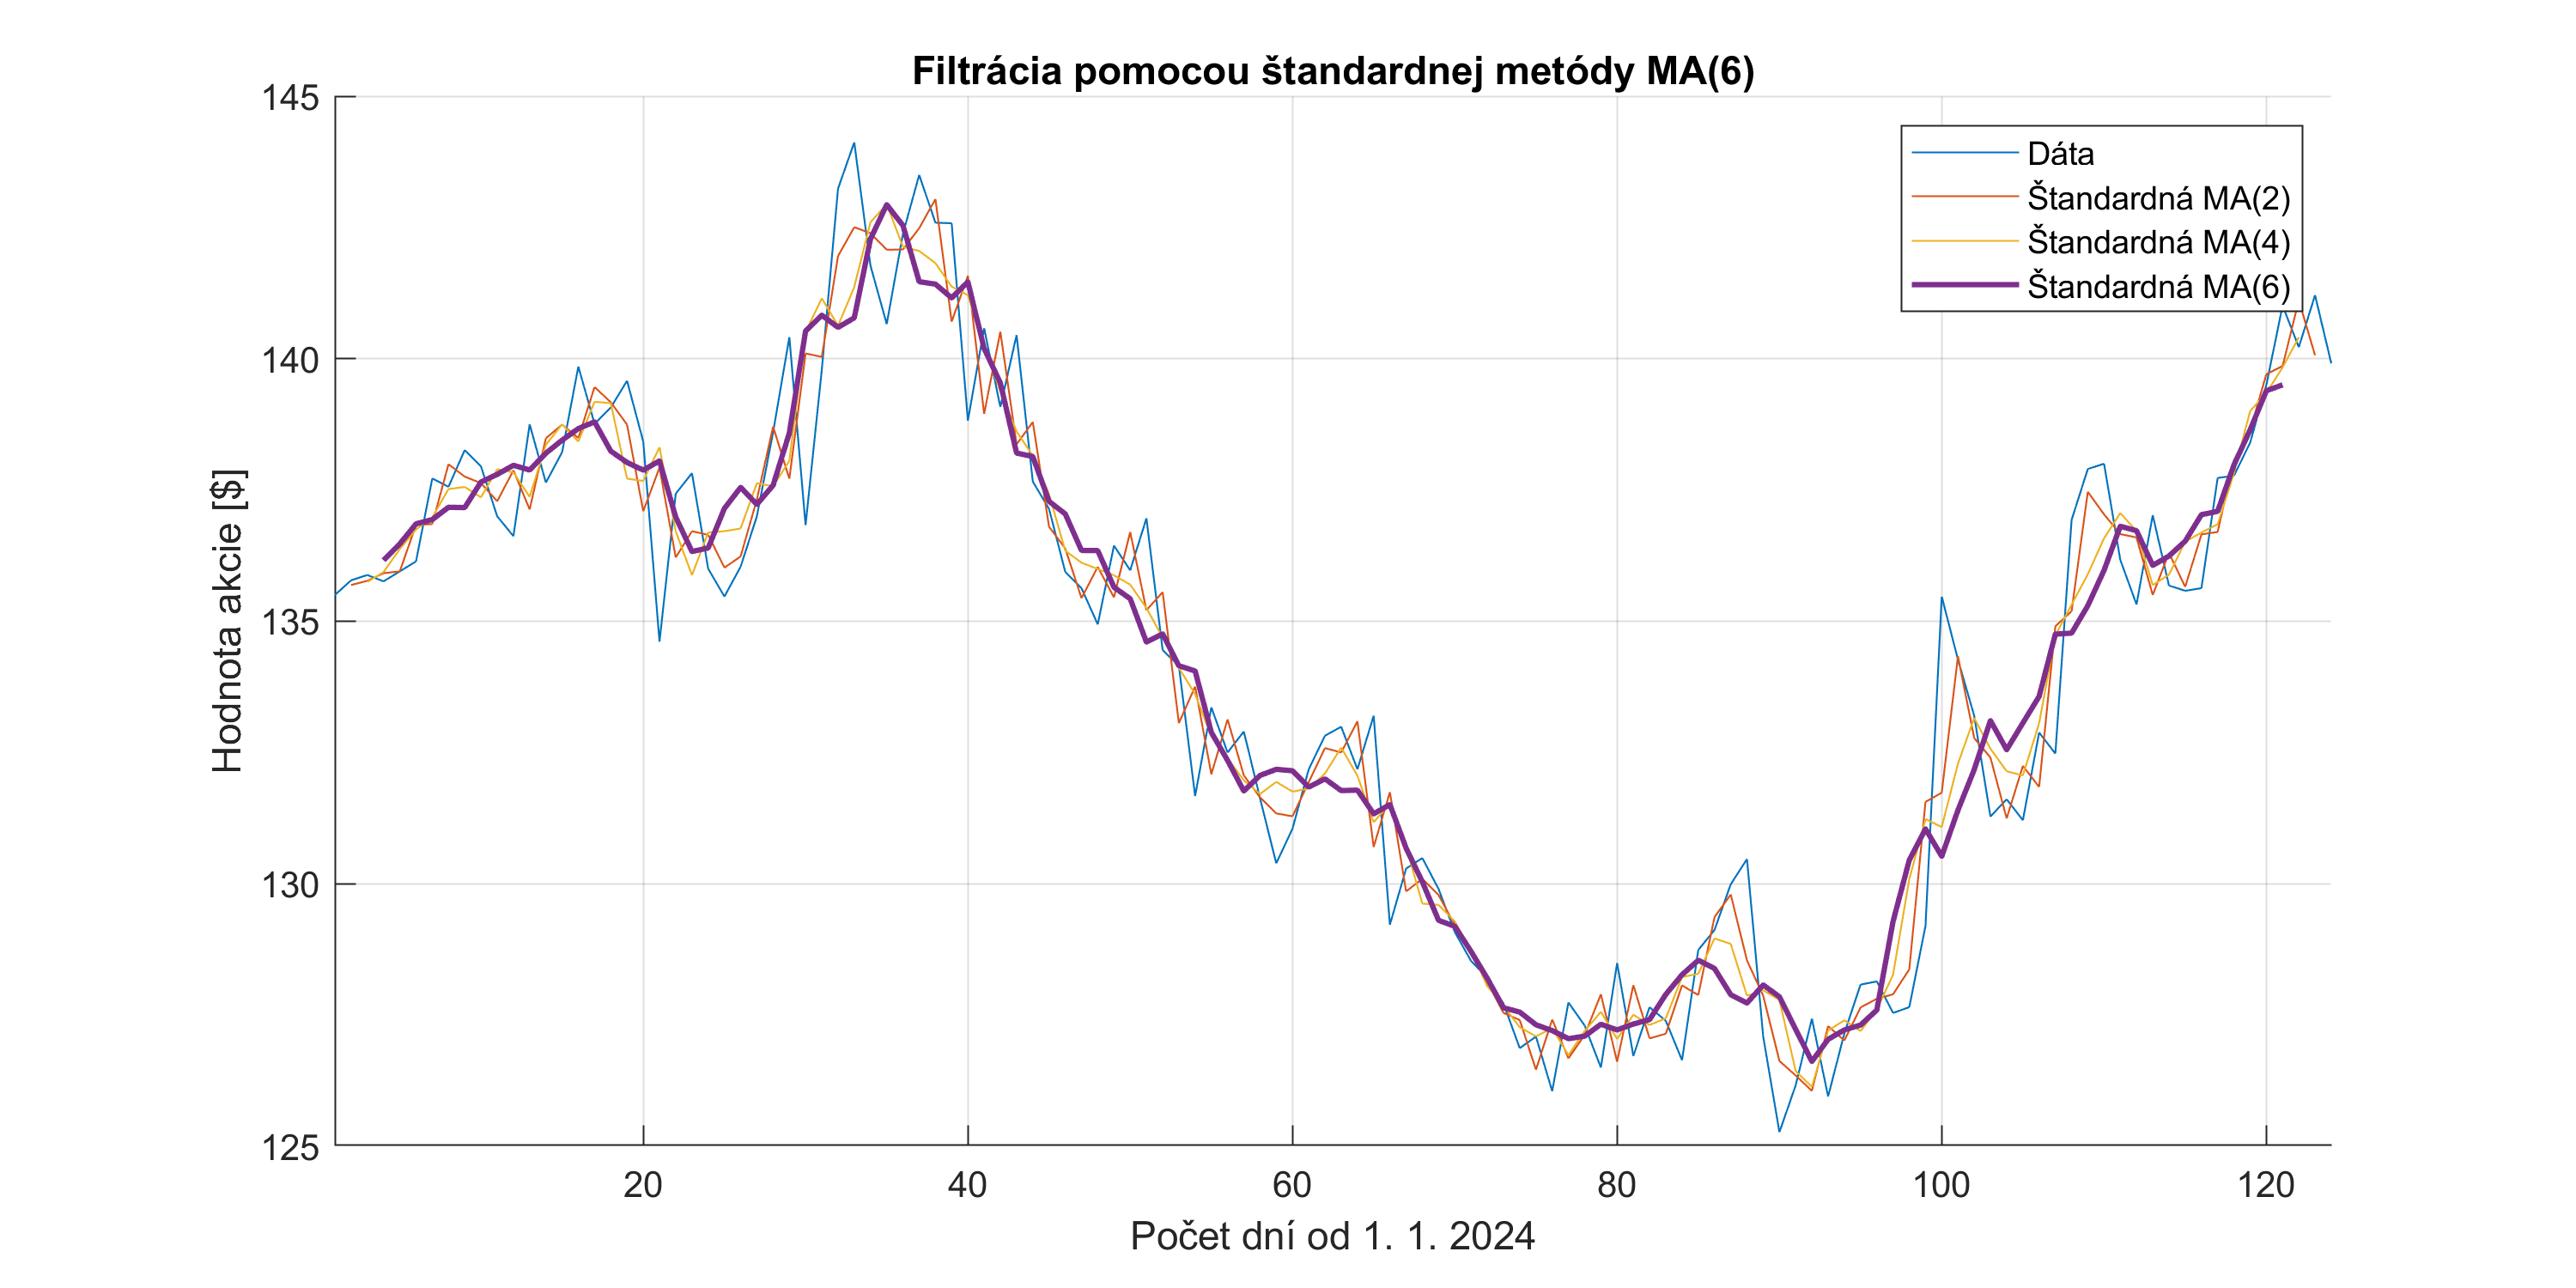 Filtrácia pomocou štandardnej metódy MA(6)
145
140
135
130
125
Hodnota akcie [$]
Dáta
Štandardná MA(2)
Štandardná MA(4)
Štandardná MA(6)
20 40 60 80 100 120
Počet dní od 1. 1. 2024